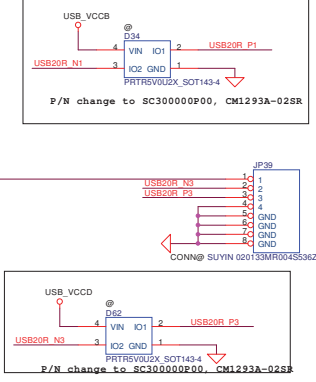 USB_VCCB
@
D34
4 VIN IO1 2 USB20R_P1
USB20R_N1 3 IO2 GND 1
PRTR5V0U2X_SOT143-4
P/N change to SC300000P00, CM1293A-02SR
JP39
1 1
USB20R_N3 2 2
USB20R_P3 3 3
4 4
5 GND
6 GND
7 GND
8 GND
CONN@ SUYIN 020133MR004S536Z
USB_VCCD
@
D62
4 VIN IO1 2 USB20R_P3
USB20R_N3 3 IO2 GND 1
PRTR5V0U2X_SOT143-4
P/N change to SC300000P00, CM1293A-02SR